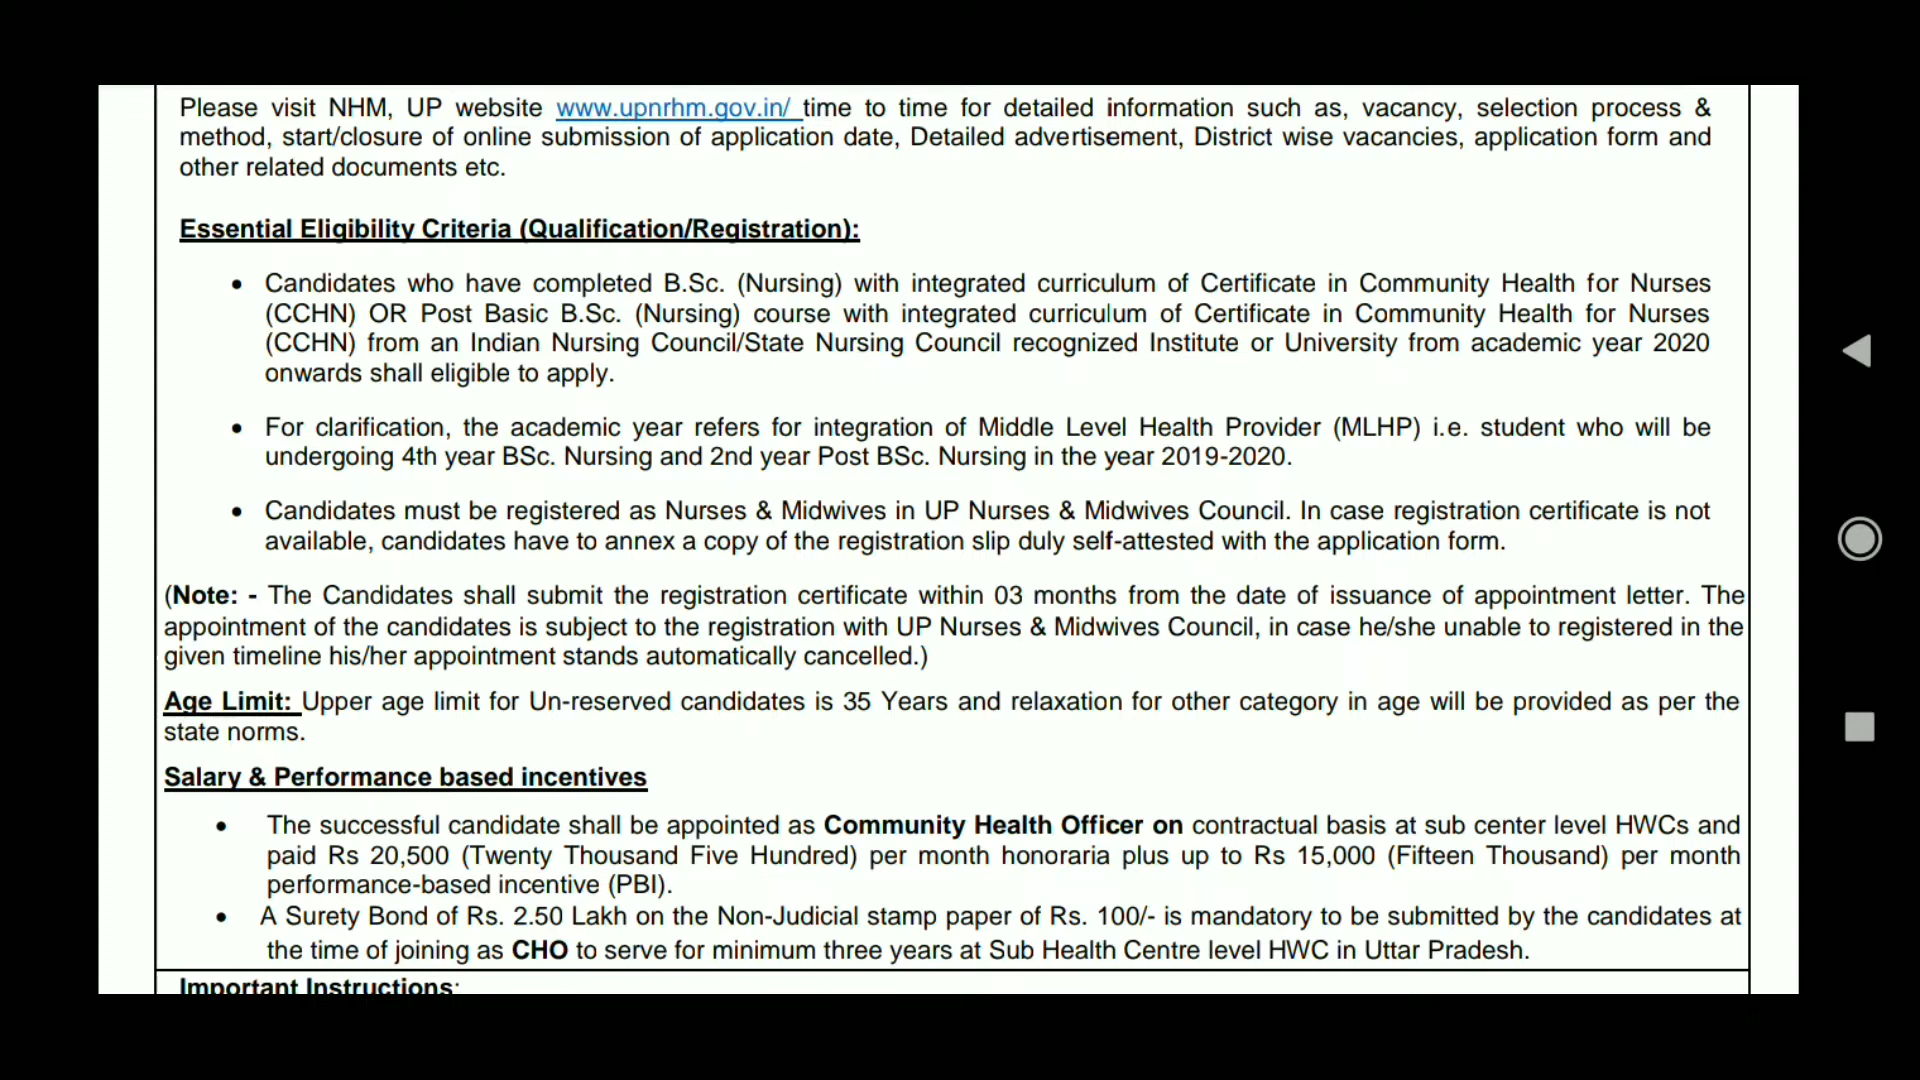 Please visit NHM, UP website www.upnrhm.gov.in/ time to time for detailed information such as, vacancy, selection process &
method, start/closure of online submission of application date, Detailed advertisement, District wise vacancies, application form and
other related documents etc.
Essential Eligibility Criteria (Qualification/Registration):
• Candidates who have completed B.Sc. (Nursing) with integrated curriculum of Certificate in Community Health for Nurses
(CCHN) OR Post Basic B.Sc. (Nursing) course with integrated curriculum of Certificate in Community Health for Nurses
(CCHN) from an Indian Nursing Council/State Nursing Council recognized Institute or University from academic year 2020
onwards shall eligible to apply.
• For clarification, the academic year refers for integration of Middle Level Health Provider (MLHP) i.e. student who will be
undergoing 4th year BSc. Nursing and 2nd year Post BSc. Nursing in the year 2019-2020.
• Candidates must be registered as Nurses & Midwives in UP Nurses & Midwives Council. In case registration certificate is not
available, candidates have to annex a copy of the registration slip duly self-attested with the application form.
(Note: - The Candidates shall submit the registration certificate within 03 months from the date of issuance of appointment letter. The
appointment of the candidates is subject to the registration with UP Nurses & Midwives Council, in case he/she unable to registered in the
given timeline his/her appointment stands automatically cancelled.)
Age Limit: Upper age limit for Un-reserved candidates is 35 Years and relaxation for other category in age will be provided as per the
state norms.
Salary & Performance based incentives
• The successful candidate shall be appointed as Community Health Officer on contractual basis at sub center level HWCs and
paid Rs 20,500 (Twenty Thousand Five Hundred) per month honoraria plus up to Rs 15,000 (Fifteen Thousand) per month
performance-based incentive (PBI).
• A Surety Bond of Rs. 2.50 Lakh on the Non-Judicial stamp paper of Rs. 100/- is mandatory to be submitted by the candidates at
the time of joining as CHO to serve for minimum three years at Sub Health Centre level HWC in Uttar Pradesh.
Important Instructions: